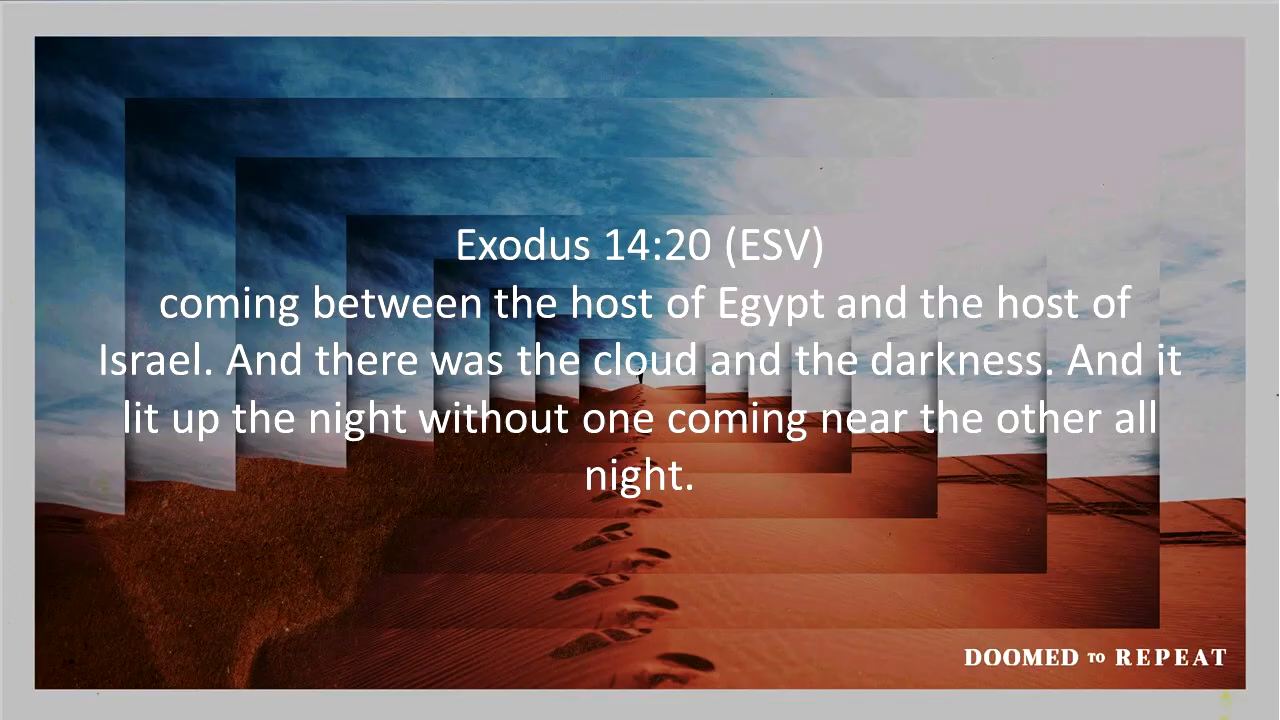 Exodus 14:20 (ESV)
coming between the host of Egypt and the host of
Israel. And there was the cloud and the darkness. And it
lit up the night without one coming near the other all
night.
DOOMED TO REPEAT